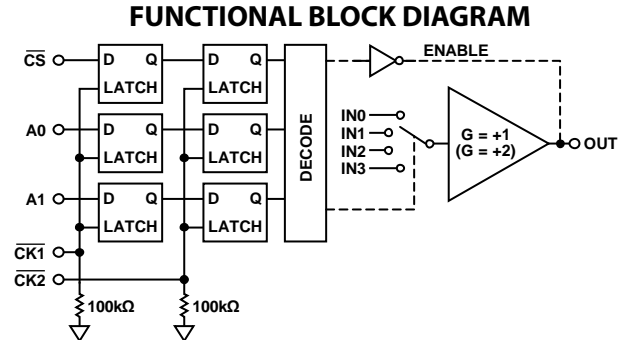 FUNCTIONAL BLOCK DIAGRAM
CS
D Q
LATCH
D Q
LATCH
A0
D Q
LATCH
D Q
LATCH
A1
D Q
LATCH
D Q
LATCH
CK1
CK2
100kΩ
100kΩ
DECODE
ENABLE
IN0
IN1
IN2
IN3
G = +1
(G = +2)
OUT